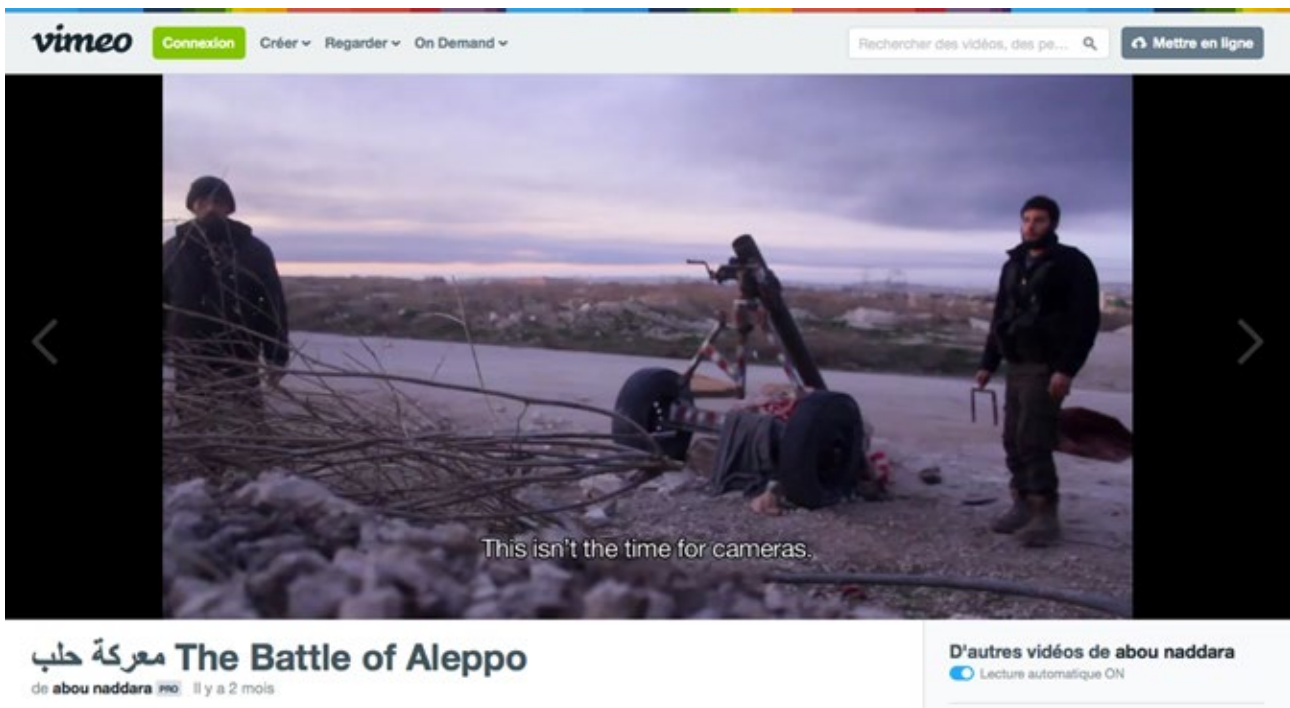 vimeo Connexion Créer Regarder On Demand Rechercher des vidéos, des pe... Mettre en ligne
This isn't the time for cameras.
معركة حلب The Battle of Aleppo
de abou naddara PRO Il y a 2 mois
D'autres vidéos de abou naddara
Lecture automatique ON